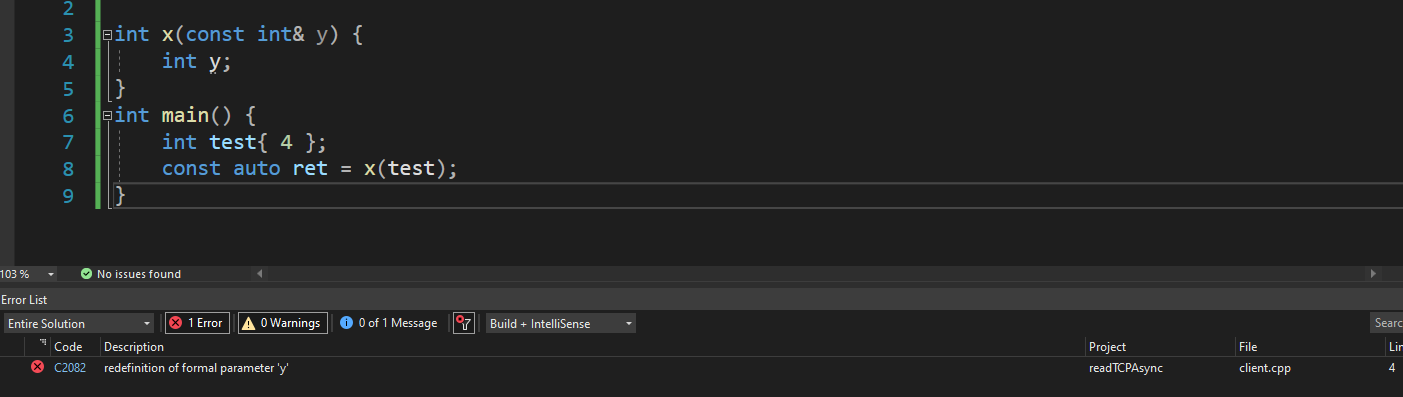 2
3 int x(const int& y) {
4 int y;
5 }
6 int main() {
7 int test{ 4 };
8 const auto ret = x(test);
9 }
103 % No issues found
Error List
Entire Solution 1 Error 0 Warnings 0 of 1 Message Build + IntelliSense Searc
Code Description Project File Lin
C2082 redefinition of formal parameter 'y' readTCPAsync client.cpp 4